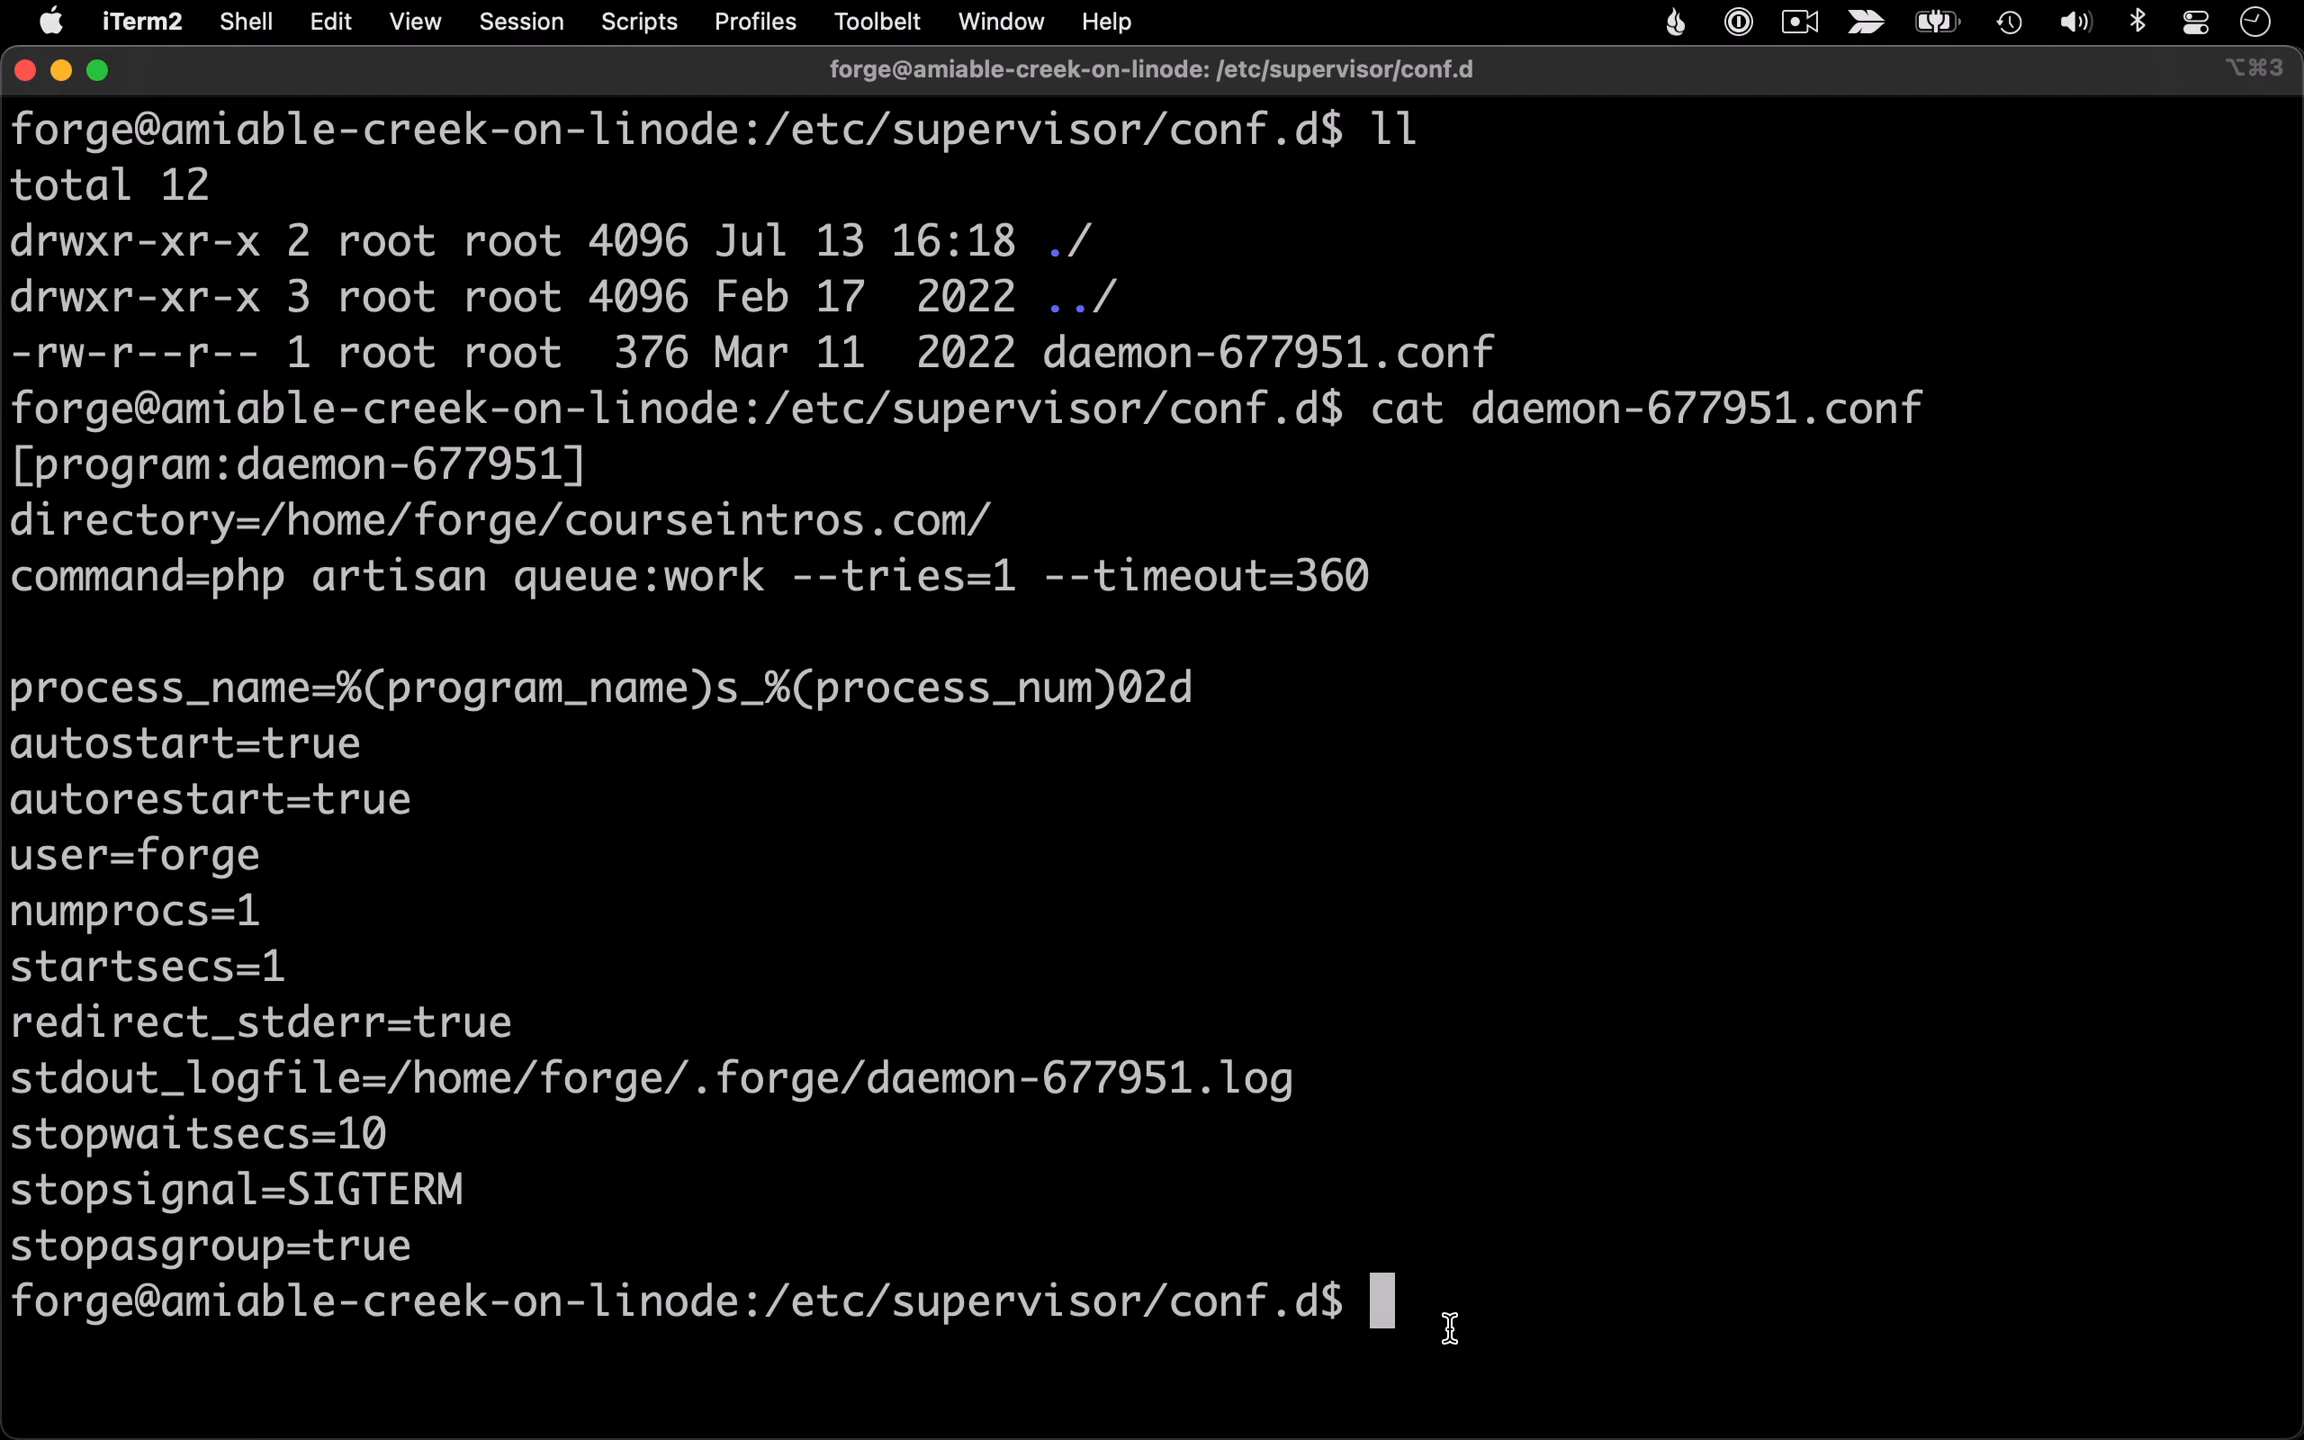 iTerm2 Shell Edit View Session Scripts Profiles Toolbelt Window Help
forge@amiable-creek-on-linode: /etc/supervisor/conf.d ⌥⌘3
forge@amiable-creek-on-linode:/etc/supervisor/conf.d$ ll
total 12
drwxr-xr-x 2 root root 4096 Jul 13 16:18 ./
drwxr-xr-x 3 root root 4096 Feb 17  2022 ../
-rw-r--r-- 1 root root  376 Mar 11  2022 daemon-677951.conf
forge@amiable-creek-on-linode:/etc/supervisor/conf.d$ cat daemon-677951.conf
[program:daemon-677951]
directory=/home/forge/courseintros.com/
command=php artisan queue:work --tries=1 --timeout=360

process_name=%(program_name)s_%(process_num)02d
autostart=true
autorestart=true
user=forge
numprocs=1
startsecs=1
redirect_stderr=true
stdout_logfile=/home/forge/.forge/daemon-677951.log
stopwaitsecs=10
stopsignal=SIGTERM
stopasgroup=true
forge@amiable-creek-on-linode:/etc/supervisor/conf.d$